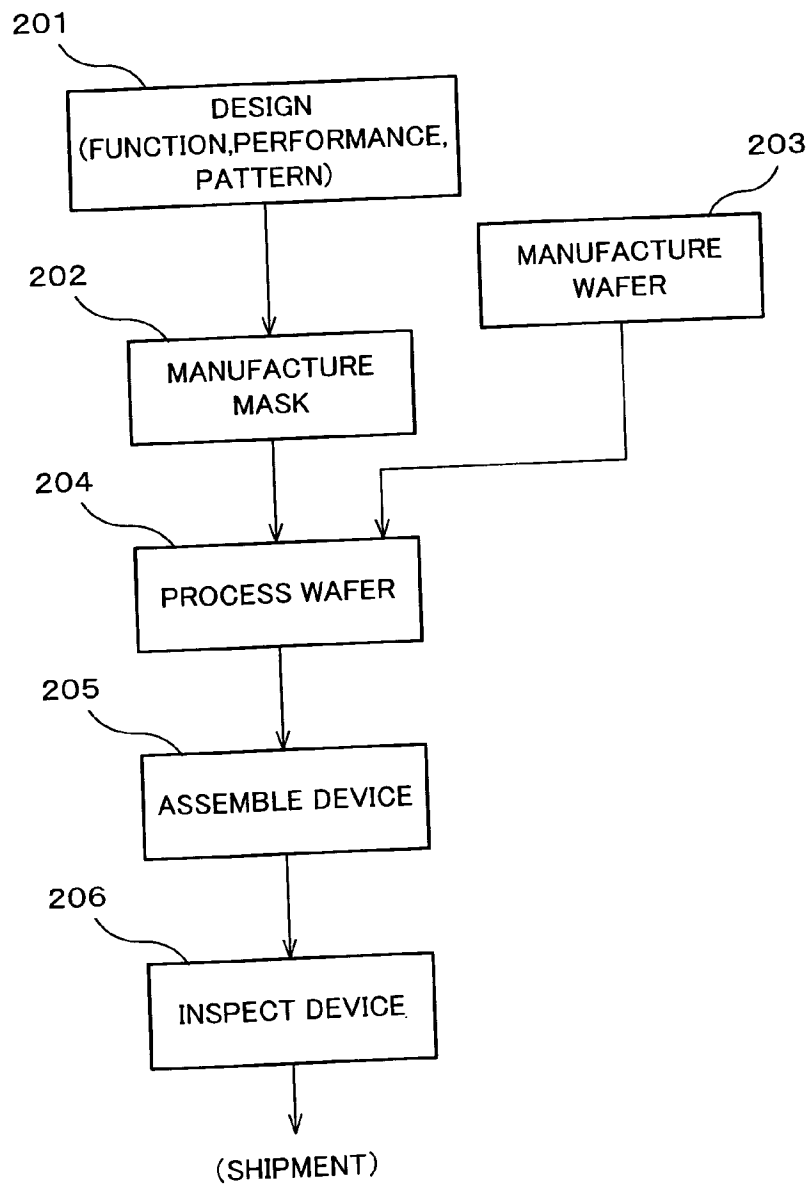 201
DESIGN
(FUNCTION,PERFORMANCE,
PATTERN)
203
MANUFACTURE
WAFER
202
MANUFACTURE
MASK
204
PROCESS WAFER
205
ASSEMBLE DEVICE
206
INSPECT DEVICE
(SHIPMENT)